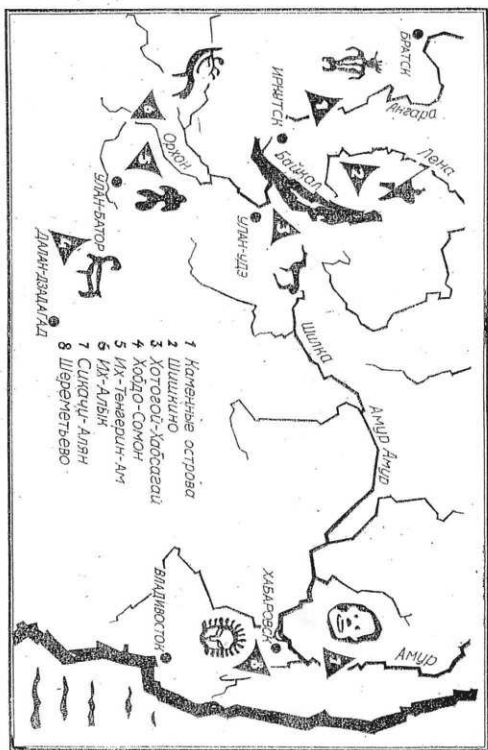 БРАТСК
Ангара
Лена
ИРКУТСК
Байкал
УЛАН-УДЭ
Орхон
УЛАН-БАТОР
ДАЛАН-ДЗАДАГАД
Шилка
Амур
Амур
Амур
ХАБАРОВСК
ВЛАДИВОСТОК
1 Каменные острова
2 Шишкино
3 Хотогой-Хабсагай
4 Хобдо-Сомон
5 Их-Тенгерин-Ам
6 Их-Алык
7 Сикачи-Алян
8 Шереметьево